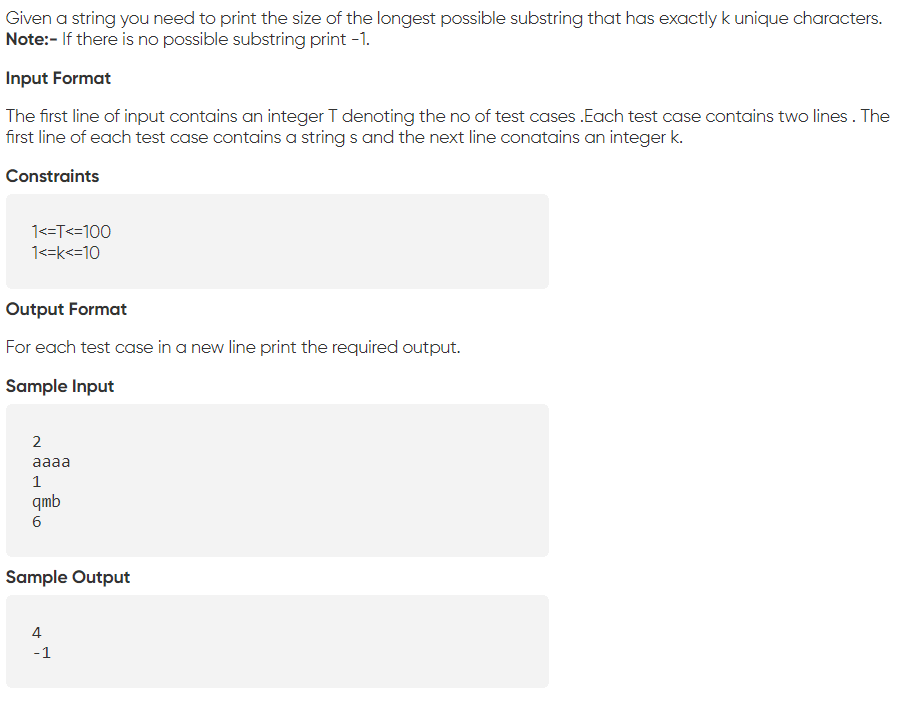 Given a string you need to print the size of the longest possible substring that has exactly k unique characters.
Note:- If there is no possible substring print -1.
Input Format
The first line of input contains an integer T denoting the no of test cases .Each test case contains two lines . The
first line of each test case contains a string s and the next line conatains an integer k.
Constraints
1<=T<=100
1<=k<=10
Output Format
For each test case in a new line print the required output.
Sample Input
2
aaaa
1
qmb
6
Sample Output
4
-1